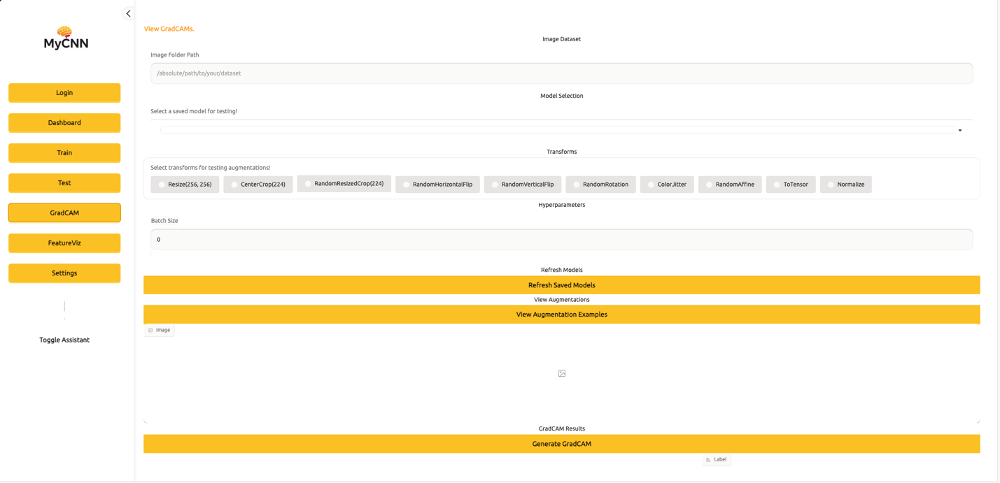 MyCNN
Login
Dashboard
Train
Test
GradCAM
FeatureViz
Settings
Toggle Assistant
View GradCAMs.
Image Dataset
Image Folder Path
/absolute/path/to/your/dataset
Model Selection
Select a saved model for testing!
Transforms
Select transforms for testing augmentations!
Resize(256, 256) CenterCrop(224) RandomResizedCrop(224) RandomHorizontalFlip RandomVerticalFlip RandomRotation ColorJitter RandomAffine ToTensor Normalize
Hyperparameters
Batch Size
0
Refresh Models
Refresh Saved Models
View Augmentations
View Augmentation Examples
Image
GradCAM Results
Generate GradCAM
Label